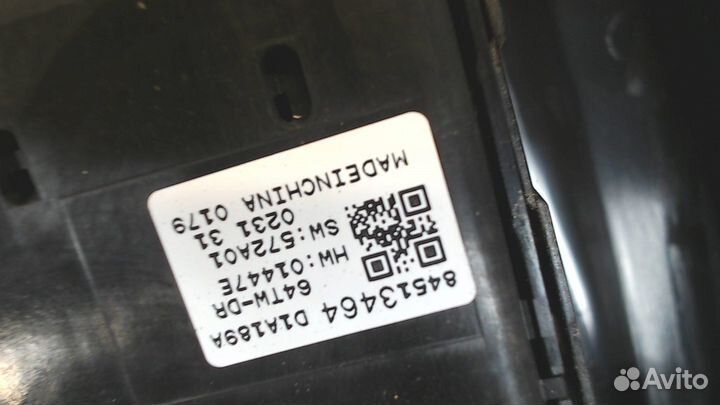 84513464 D1A189A
64TW-DR
HW:01447E
SW:572A01
0231 31
MADEINCHINA 0179
Avito